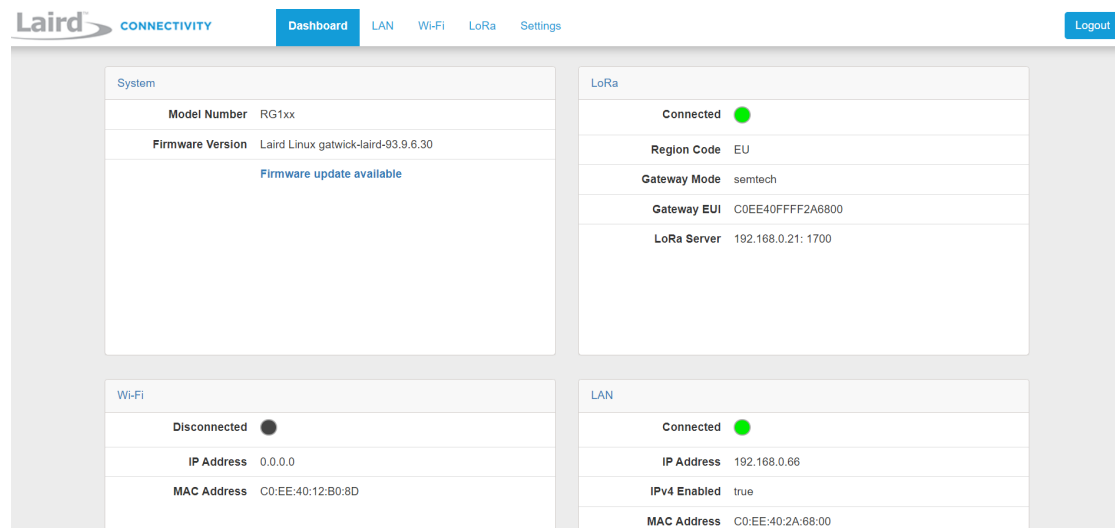 Laird™ CONNECTIVITY Dashboard LAN Wi-Fi LoRa Settings Logout
System
Model Number RG1xx
Firmware Version Laird Linux gatwick-laird-93.9.6.30
Firmware update available
LoRa
Connected
Region Code EU
Gateway Mode semtech
Gateway EUI C0EE40FFFF2A6800
LoRa Server 192.168.0.21: 1700
Wi-Fi
Disconnected
IP Address 0.0.0.0
MAC Address C0:EE:40:12:B0:8D
LAN
Connected
IP Address 192.168.0.66
IPv4 Enabled true
MAC Address C0:EE:40:2A:68:00